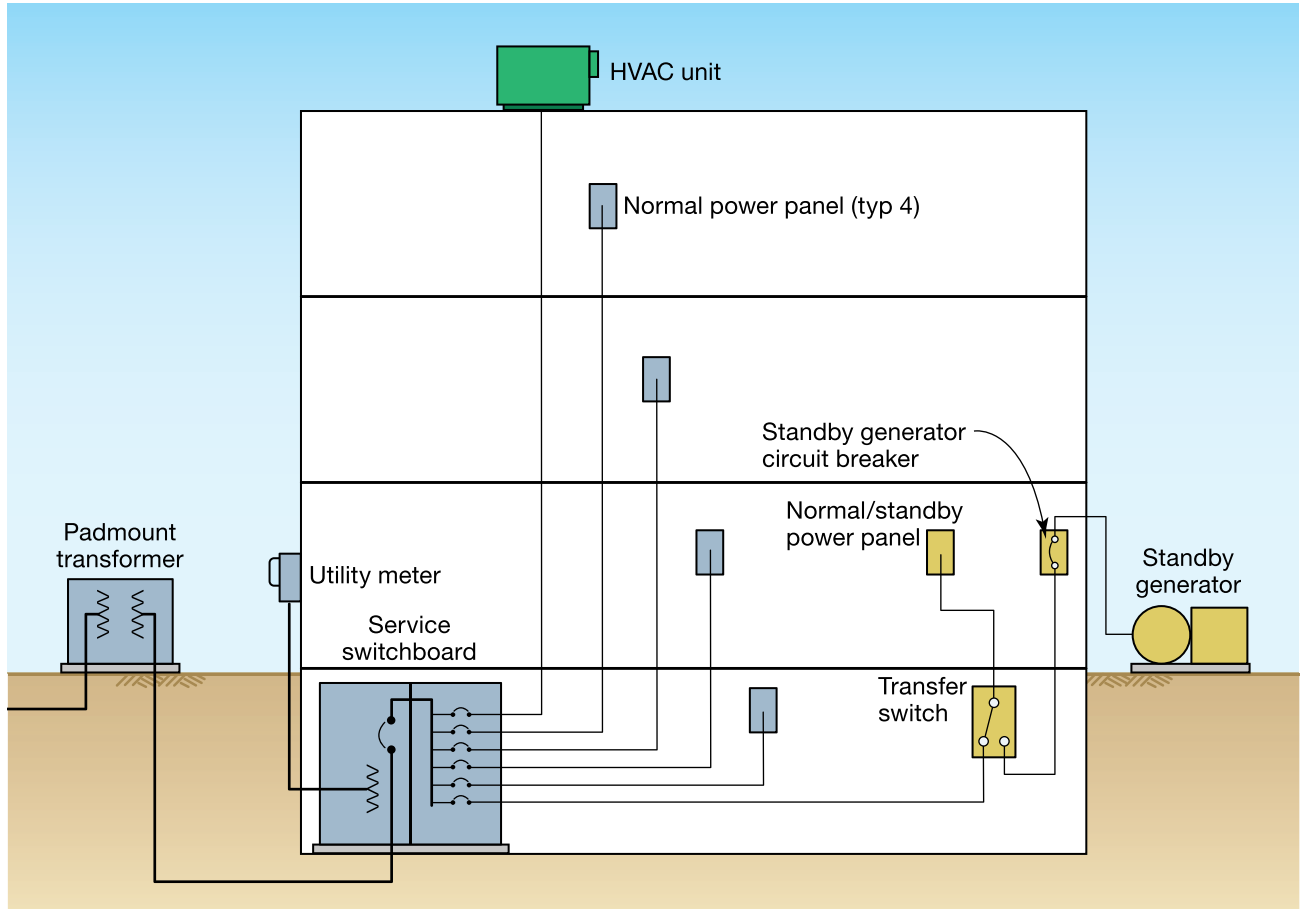 HVAC unit
Normal power panel (typ 4)
Standby generator
circuit breaker
Normal/standby
power panel
Padmount
transformer
Utility meter
Standby
generator
Service
switchboard
Transfer
switch